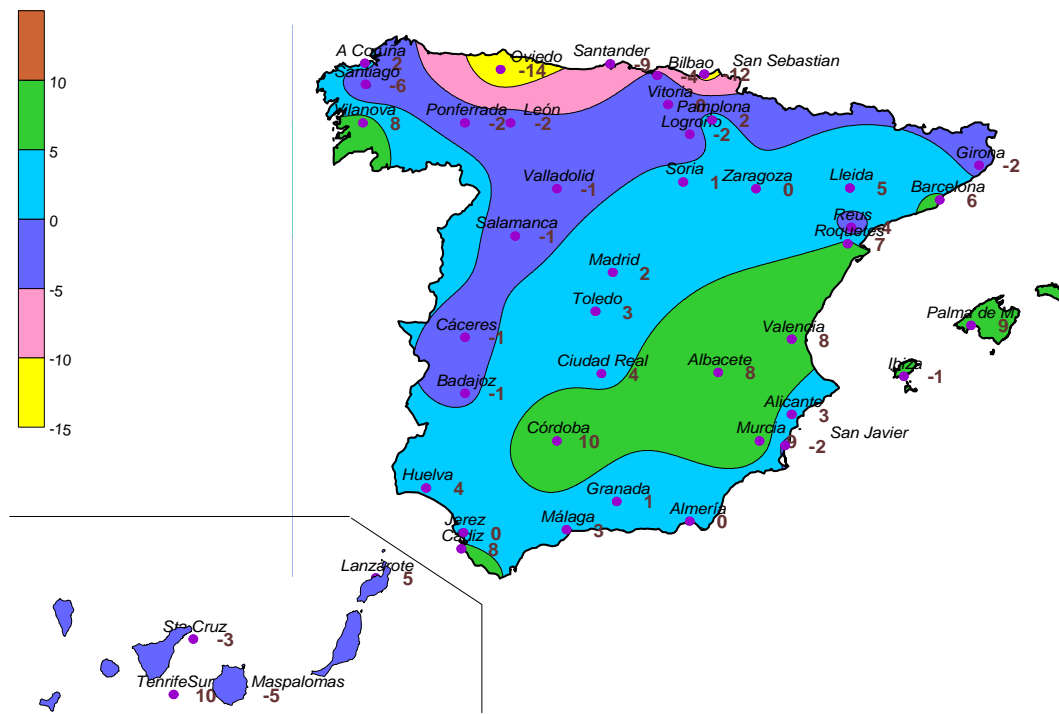 10
5
0
-5
-10
-15
A Coruña 2
Oviedo -14
Santander -9
Bilbao -4
San Sebastian -12
Santiago -6
Vilanova 8
Ponferrada -2
León -2
Vitoria
Pamplona 2
Logroño -2
Girona -2
Valladolid -1
Soria 1
Zaragoza 0
Lleida 5
Barcelona 6
Salamanca -1
Reus -4
Roquetes 7
Madrid 2
Toledo 3
Palma de M. 9
Cáceres -1
Valencia 8
Ciudad Real 4
Albacete 8
Ibiza -1
Badajoz -1
Alicante 3
Córdoba 10
Murcia 9
San Javier -2
Huelva 4
Granada 1
Almería 0
Jerez 0
Málaga 3
Cádiz 8
Lanzarote 5
Sta Cruz -3
TenrifeSur 10
Maspalomas -5